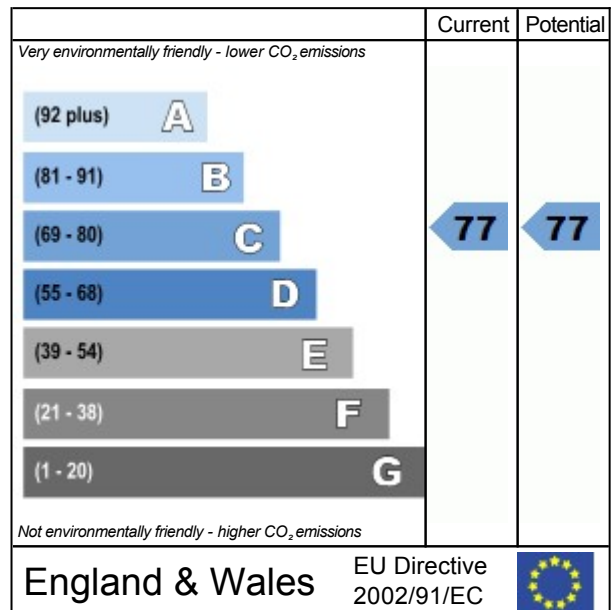 Current Potential
Very environmentally friendly - lower CO₂ emissions
(92 plus) A
(81 - 91) B
(69 - 80) C 77 77
(55 - 68) D
(39 - 54) E
(21 - 38) F
(1 - 20) G
Not environmentally friendly - higher CO₂ emissions
England & Wales
EU Directive
2002/91/EC